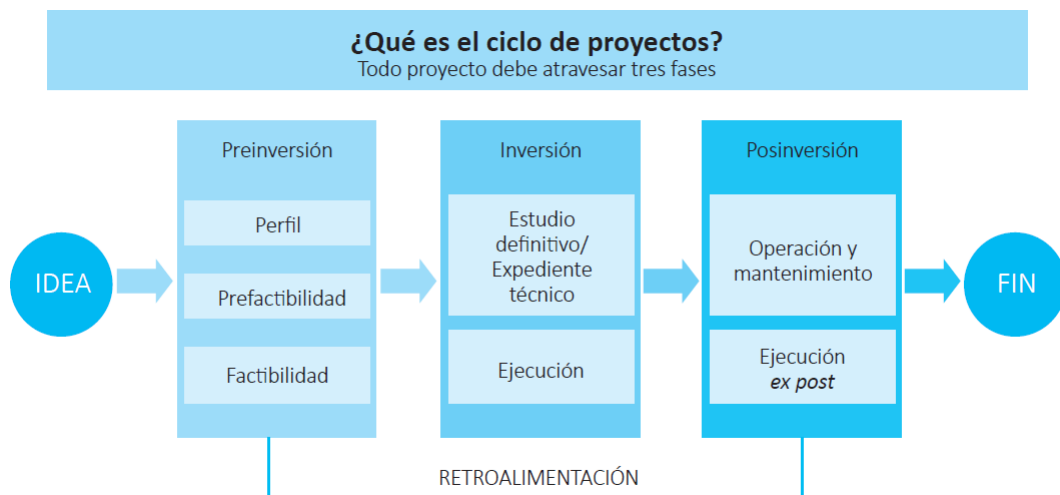 ¿Qué es el ciclo de proyectos?
Todo proyecto debe atravesar tres fases
IDEA
Preinversión
Perfil
Prefactibilidad
Factibilidad
Inversión
Estudio
definitivo/
Expediente
técnico
Ejecución
Posinversión
Operación y
mantenimiento
Ejecución
ex post
FIN
RETROALIMENTACIÓN